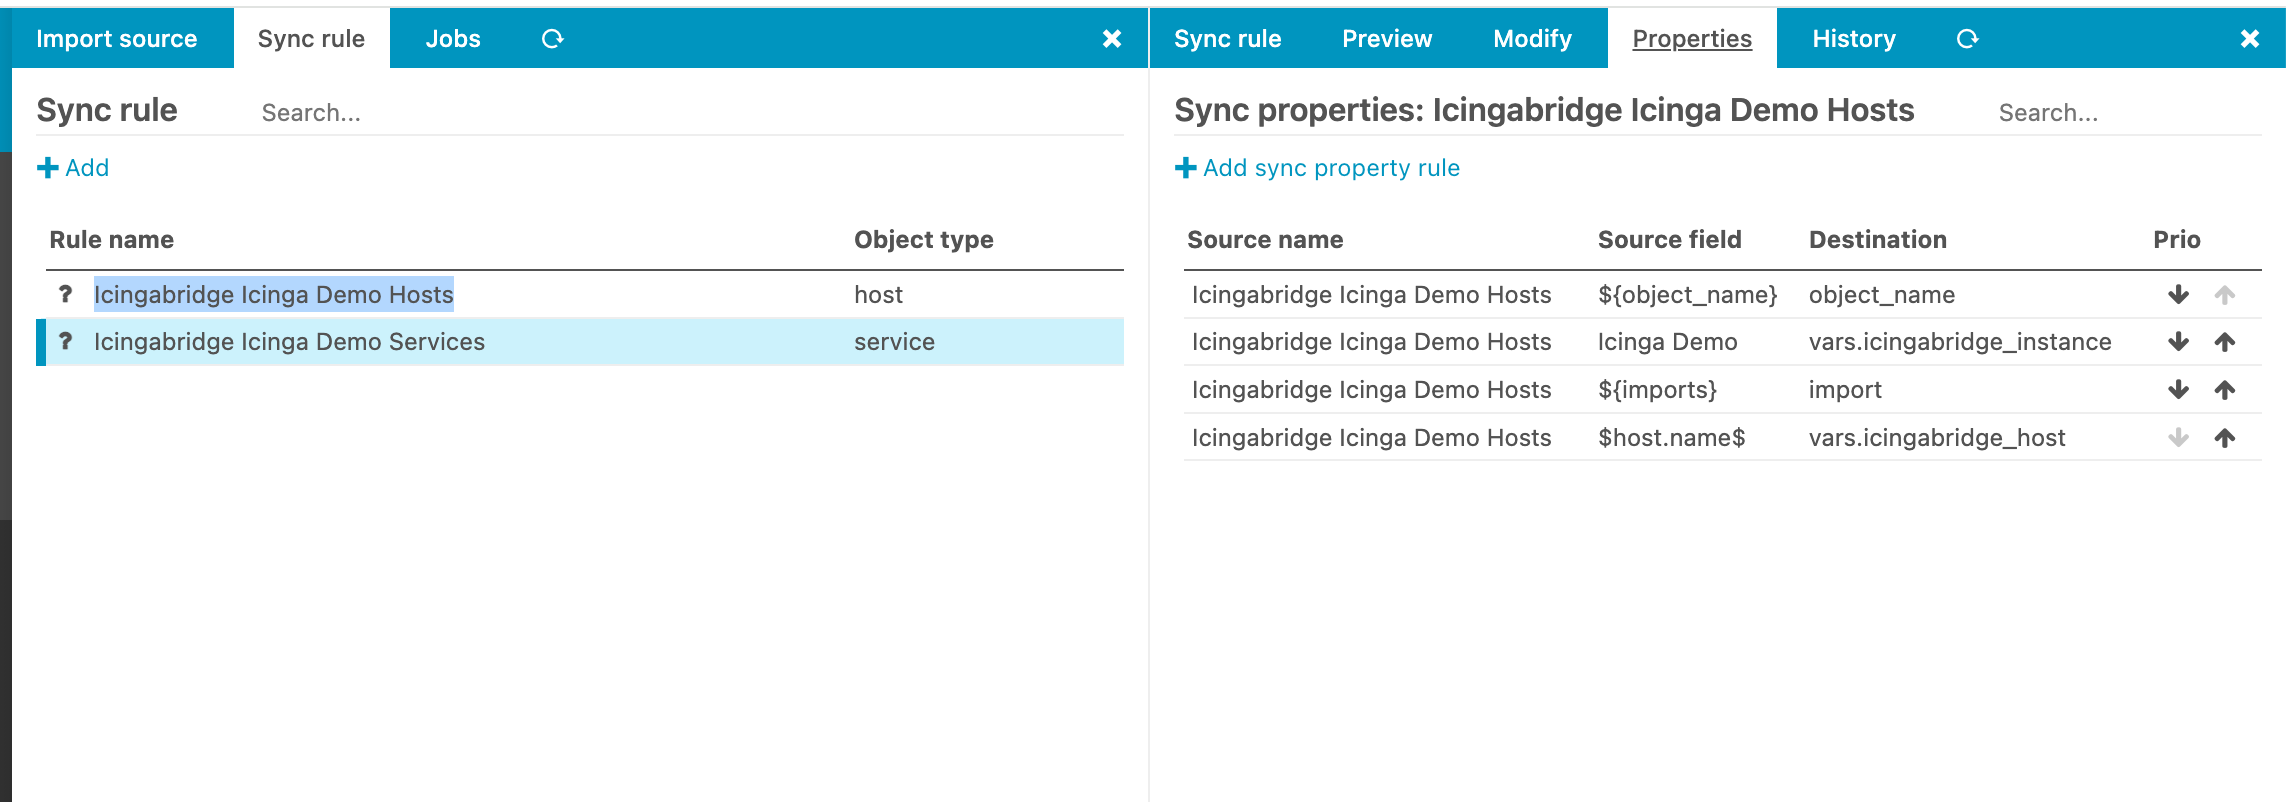 Import source Sync rule Jobs
Sync rule Search...
Add
Rule name Object type
? Icingabridge Icinga Demo Hosts host
? Icingabridge Icinga Demo Services service
Sync rule Preview Modify Properties History
Sync properties: Icingabridge Icinga Demo Hosts Search...
Add sync property rule
Source name Source field Destination Prio
Icingabridge Icinga Demo Hosts ${object_name} object_name
Icingabridge Icinga Demo Hosts Icinga Demo vars.icingabridge_instance
Icingabridge Icinga Demo Hosts ${imports} import
Icingabridge Icinga Demo Hosts $host.name$ vars.icingabridge_host